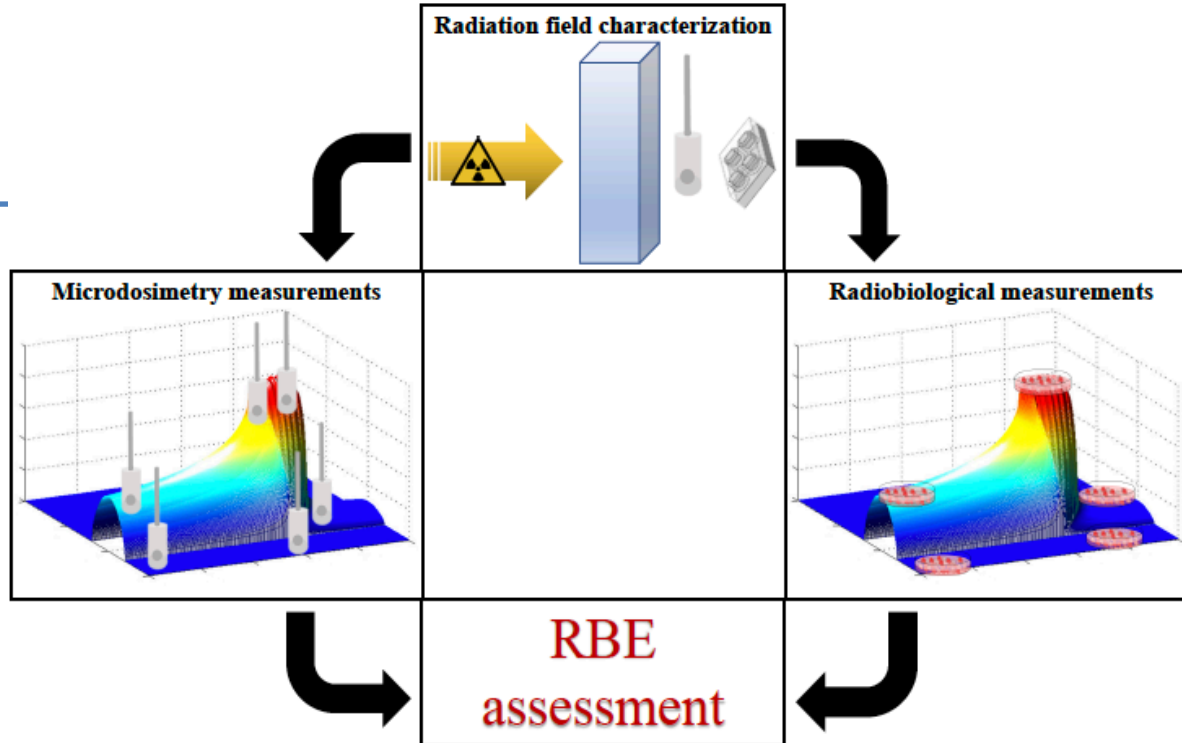 Radiation field characterization
Microdosimetry measurements
Radiobiological measurements
RBE
assessment